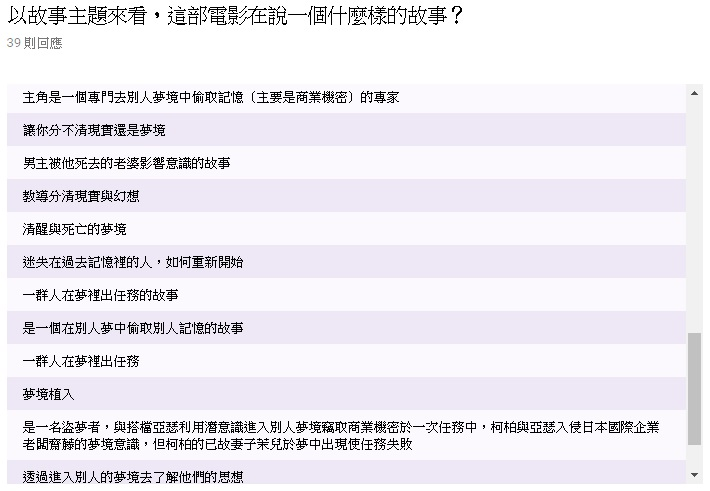 以故事主題來看，這部電影在說一個什麼樣的故事？
39 則回應
主角是一個專門去別人夢境中偷取記憶〔主要是商業機密〕的專家
讓你分不清現實還是夢境
男主被他死去的老婆影響意識的故事
教導分清現實與幻想
清醒與死亡的夢境
迷失在過去記憶裡的人，如何重新開始
一群人在夢裡出任務的故事
是一個在別人夢中偷取別人記憶的故事
一群人在夢裡出任務
夢境植入
是一名盜夢者，與搭檔亞瑟利用潛意識進入別人夢境竊取商業機密於一次任務中，柯柏與亞瑟入侵日本國際企業
老闆齋藤的夢境意識，但柯柏的已故妻子茉兒於夢中出現使任務失敗
透過進入別人的夢境去了解他們的思想